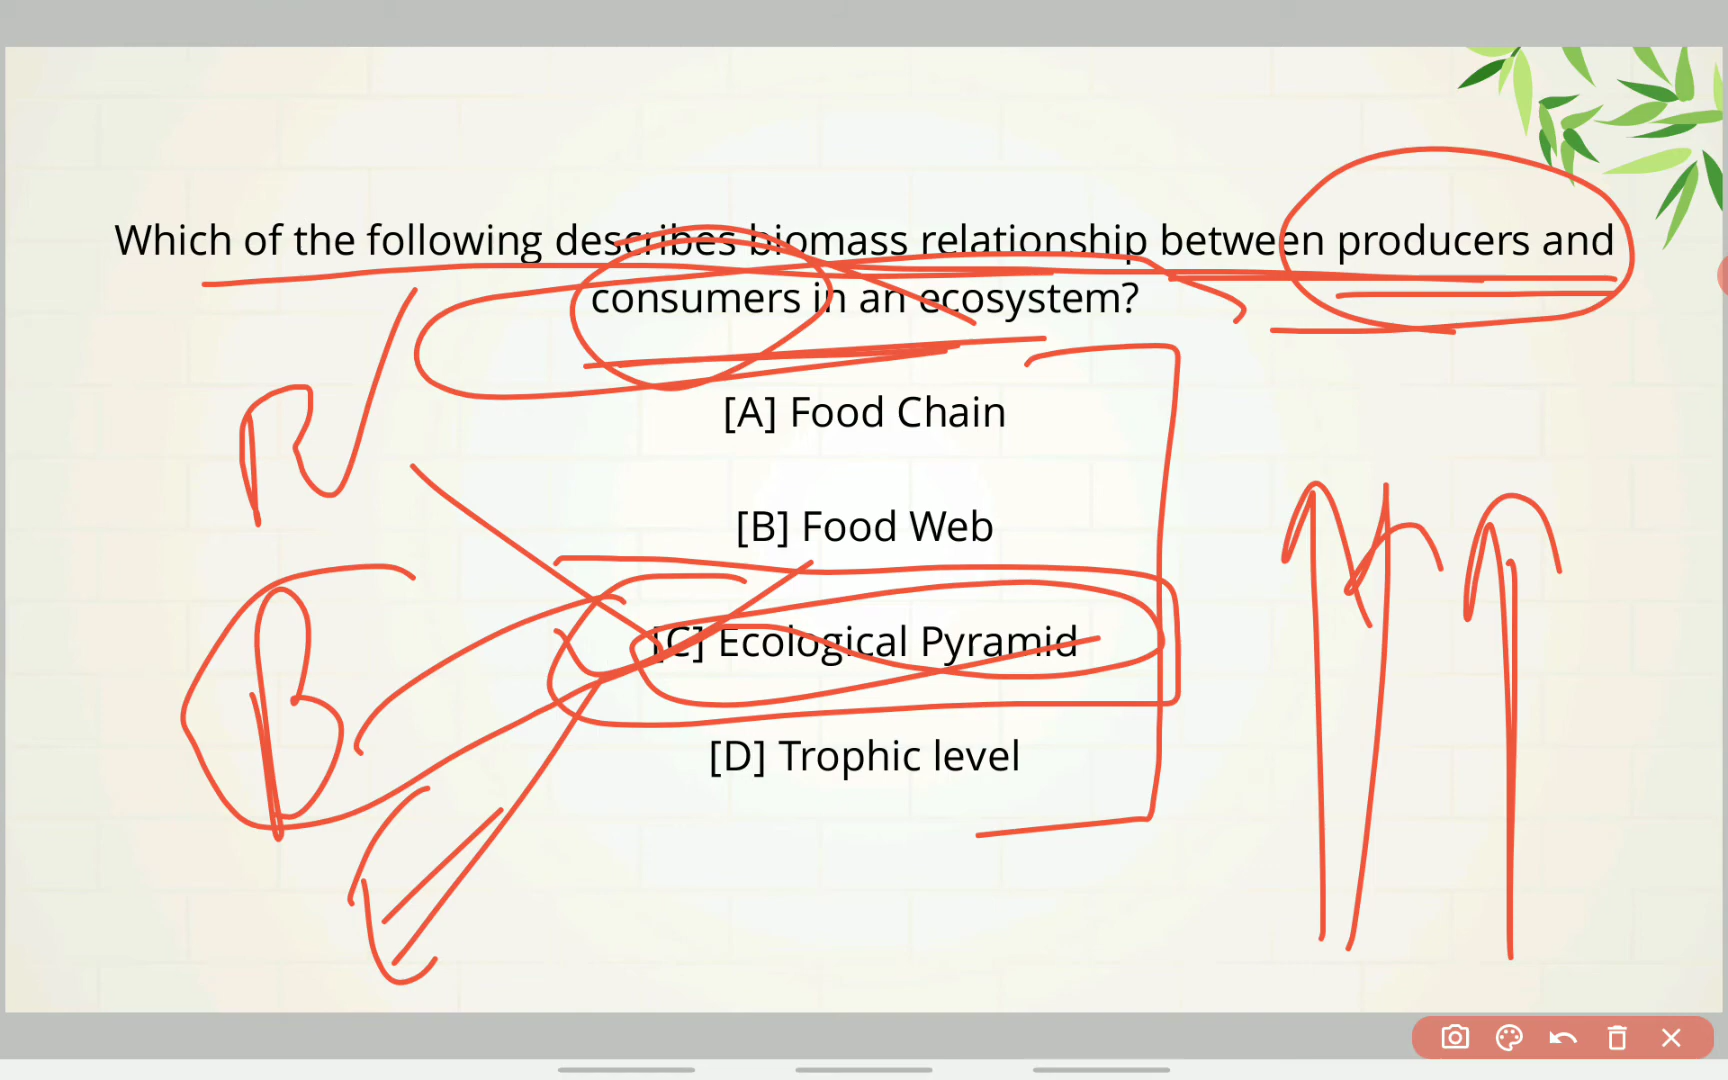 Which of the following describes biomass relationship between producers and
consumers in an ecosystem?
[A] Food Chain
[B] Food Web
[C] Ecological Pyramid
[D] Trophic level